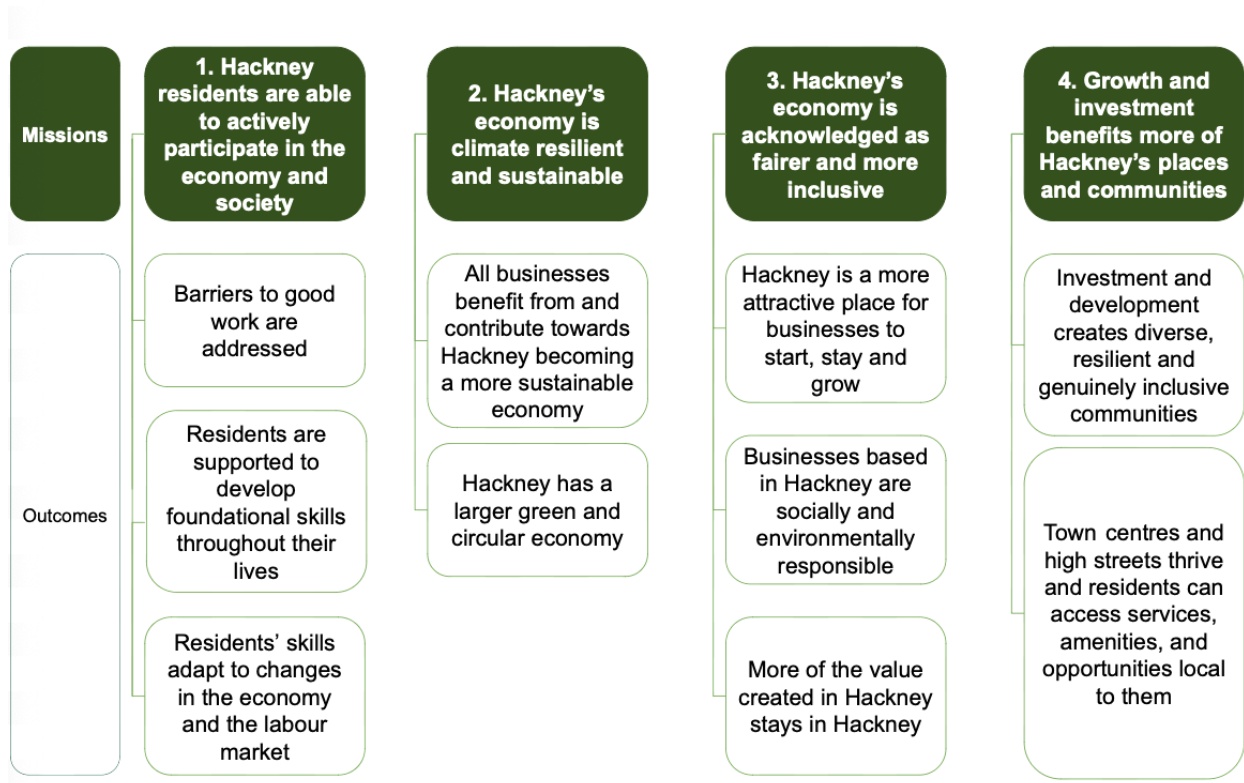 Missions
1. Hackney
residents are able
to actively
participate in the
economy and
society
2. Hackney’s
economy is
climate resilient
and sustainable
3. Hackney’s
economy is
acknowledged as
fairer and more
inclusive
4. Growth and
investment
benefits more of
Hackney’s places
and communities
Outcomes
Barriers to good
work are
addressed
Residents are
supported to
develop
foundational skills
throughout their
lives
Residents’ skills
adapt to changes
in the economy
and the labour
market
All businesses
benefit from and
contribute towards
Hackney becoming
a more sustainable
economy
Hackney has a
larger green and
circular economy
Hackney is a more
attractive place for
businesses to
start, stay and
grow
Businesses based
in Hackney are
socially and
environmentally
responsible
More of the value
created in Hackney
stays in Hackney
Investment and
development
creates diverse,
resilient and
genuinely inclusive
communities
Town centres and
high streets thrive
and residents can
access services,
amenities, and
opportunities local
to them